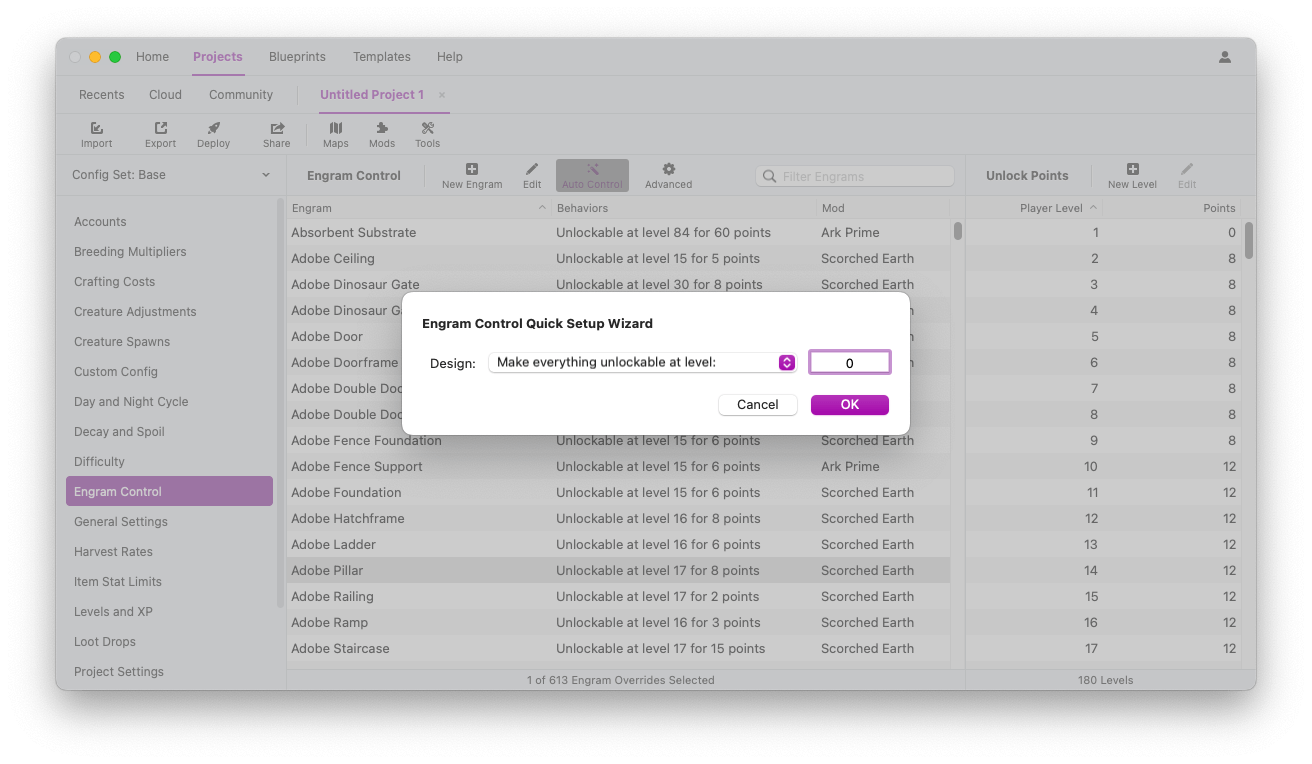 Home Projects Blueprints Templates Help
Recents Cloud Community Untitled Project 1 ×
Import Export Deploy Share Maps Mods Tools
Config Set: Base
Engram Control New Engram Edit Auto Control Advanced Filter Engrams
Unlock Points New Level Edit
Accounts
Breeding Multipliers
Crafting Costs
Creature Adjustments
Creature Spawns
Custom Config
Day and Night Cycle
Decay and Spoil
Difficulty
Engram Control
General Settings
Harvest Rates
Item Stat Limits
Levels and XP
Loot Drops
Project Settings
Engram Behaviors Mod
Absorbent Substrate Unlockable at level 84 for 60 points Ark Prime
Adobe Ceiling Unlockable at level 15 for 5 points Scorched Earth
Adobe Dinosaur Gate Unlockable at level 30 for 8 points Scorched Earth
Adobe Dinosaur
Adobe Door
Adobe Doorframe
Adobe Double
Adobe Double
Adobe Fence Foundation Unlockable at level 15 for 6 points Scorched Earth
Adobe Fence Support Unlockable at level 15 for 6 points Ark Prime
Adobe Foundation Unlockable at level 15 for 6 points Scorched Earth
Adobe Hatchframe Unlockable at level 16 for 8 points Scorched Earth
Adobe Ladder Unlockable at level 16 for 6 points Scorched Earth
Adobe Pillar Unlockable at level 17 for 8 points Scorched Earth
Adobe Railing Unlockable at level 17 for 2 points Scorched Earth
Adobe Ramp Unlockable at level 16 for 3 points Scorched Earth
Adobe Staircase Unlockable at level 17 for 15 points Scorched Earth
1 of 613 Engram Overrides Selected
Engram Control Quick Setup Wizard
Design: Make everything unlockable at level: 0
Cancel OK
Player Level Points
1 0
2 8
3 8
4 8
5 8
6 8
7 8
8 8
9 8
10 12
11 12
12 12
13 12
14 12
15 12
16 12
17 12
180 Levels